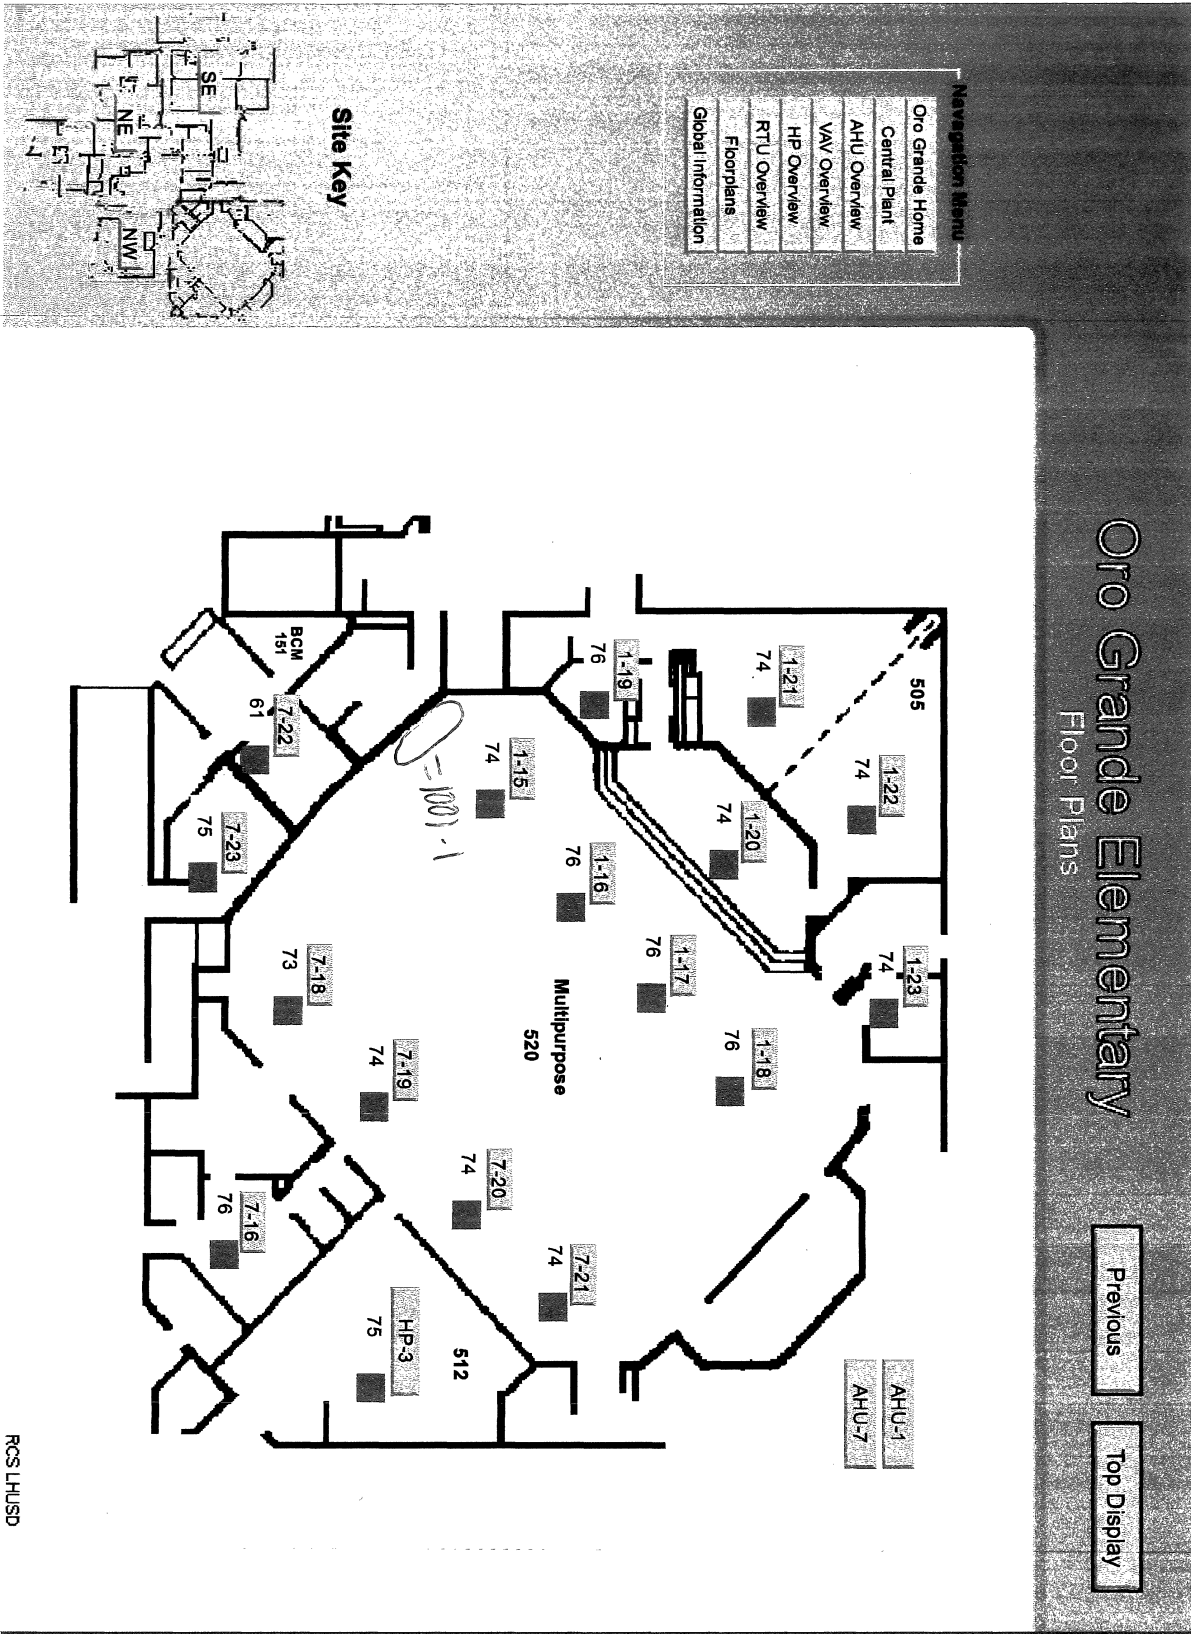 Oro Grande Elementary
Floor Plans
Previous
Top Display
Navagation Menu
Oro Grande Home
Central Plant
AHU Overview
VAV Overview
HP Overview
RTU Overview
Floorplans
Global Information
Site Key
SE
NE
NW
AHU-1
AHU-7
505
1-23
74
1-22
74
1-21
74
1-20
74
1-18
76
1-19
76
1-17
76
1-16
76
1-15
74
Multipurpose
520
7-21
74
7-20
74
7-19
74
7-18
73
512
HP-3
75
BCM
151
7-22
61
7-23
75
7-16
76
= 1001-1
RCS LHUSD